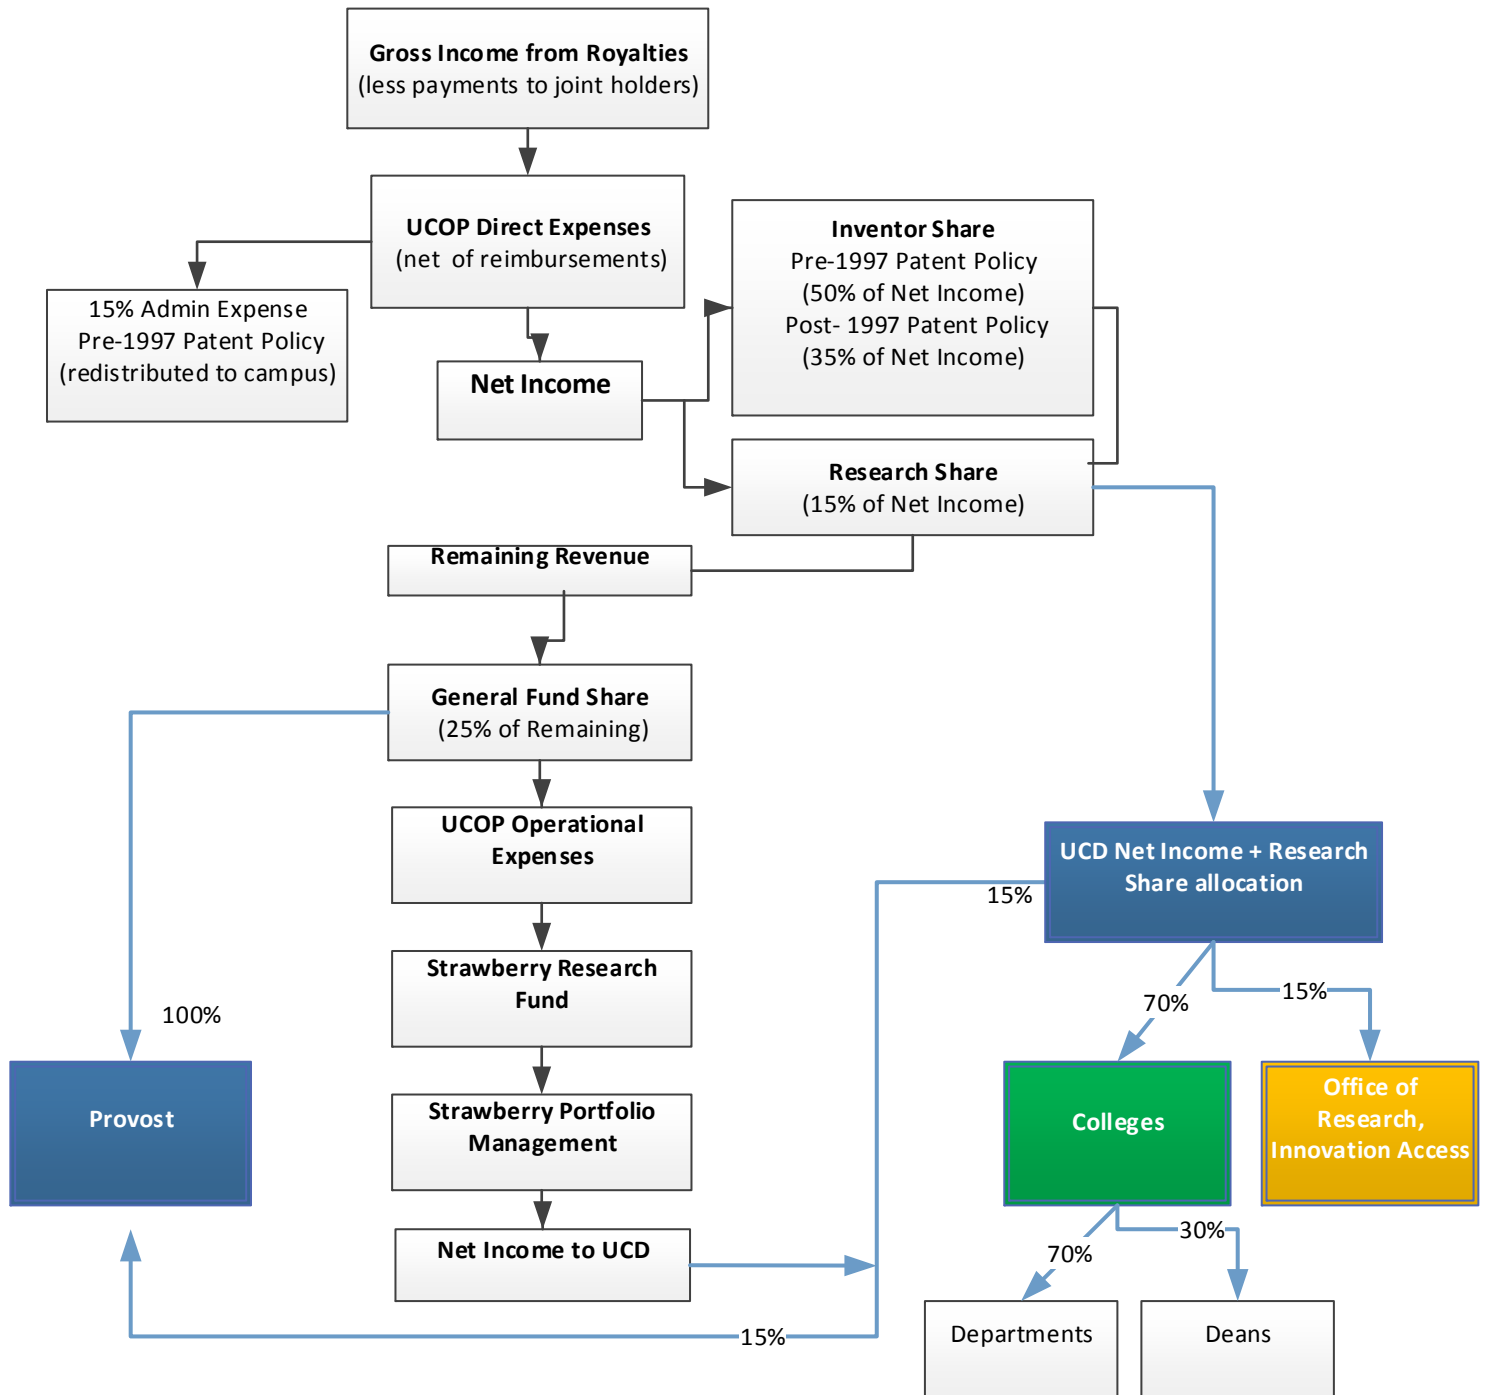 Gross Income from Royalties
(less payments to joint holders)
UCOP Direct Expenses
(net of reimbursements)
Inventor Share
Pre-1997 Patent Policy
(50% of Net Income)
Post- 1997 Patent Policy
(35% of Net Income)
15% Admin Expense
Pre-1997 Patent Policy
(redistributed to campus)
Net Income
Research Share
(15% of Net Income)
Remaining Revenue
General Fund Share
(25% of Remaining)
UCOP Operational
Expenses
UCD Net Income + Research
Share allocation
15%
Strawberry Research
Fund
70%
15%
100%
Provost
Strawberry Portfolio
Management
Colleges
Office of
Research,
Innovation Access
Net Income to UCD
70%
30%
15%
Departments
Deans